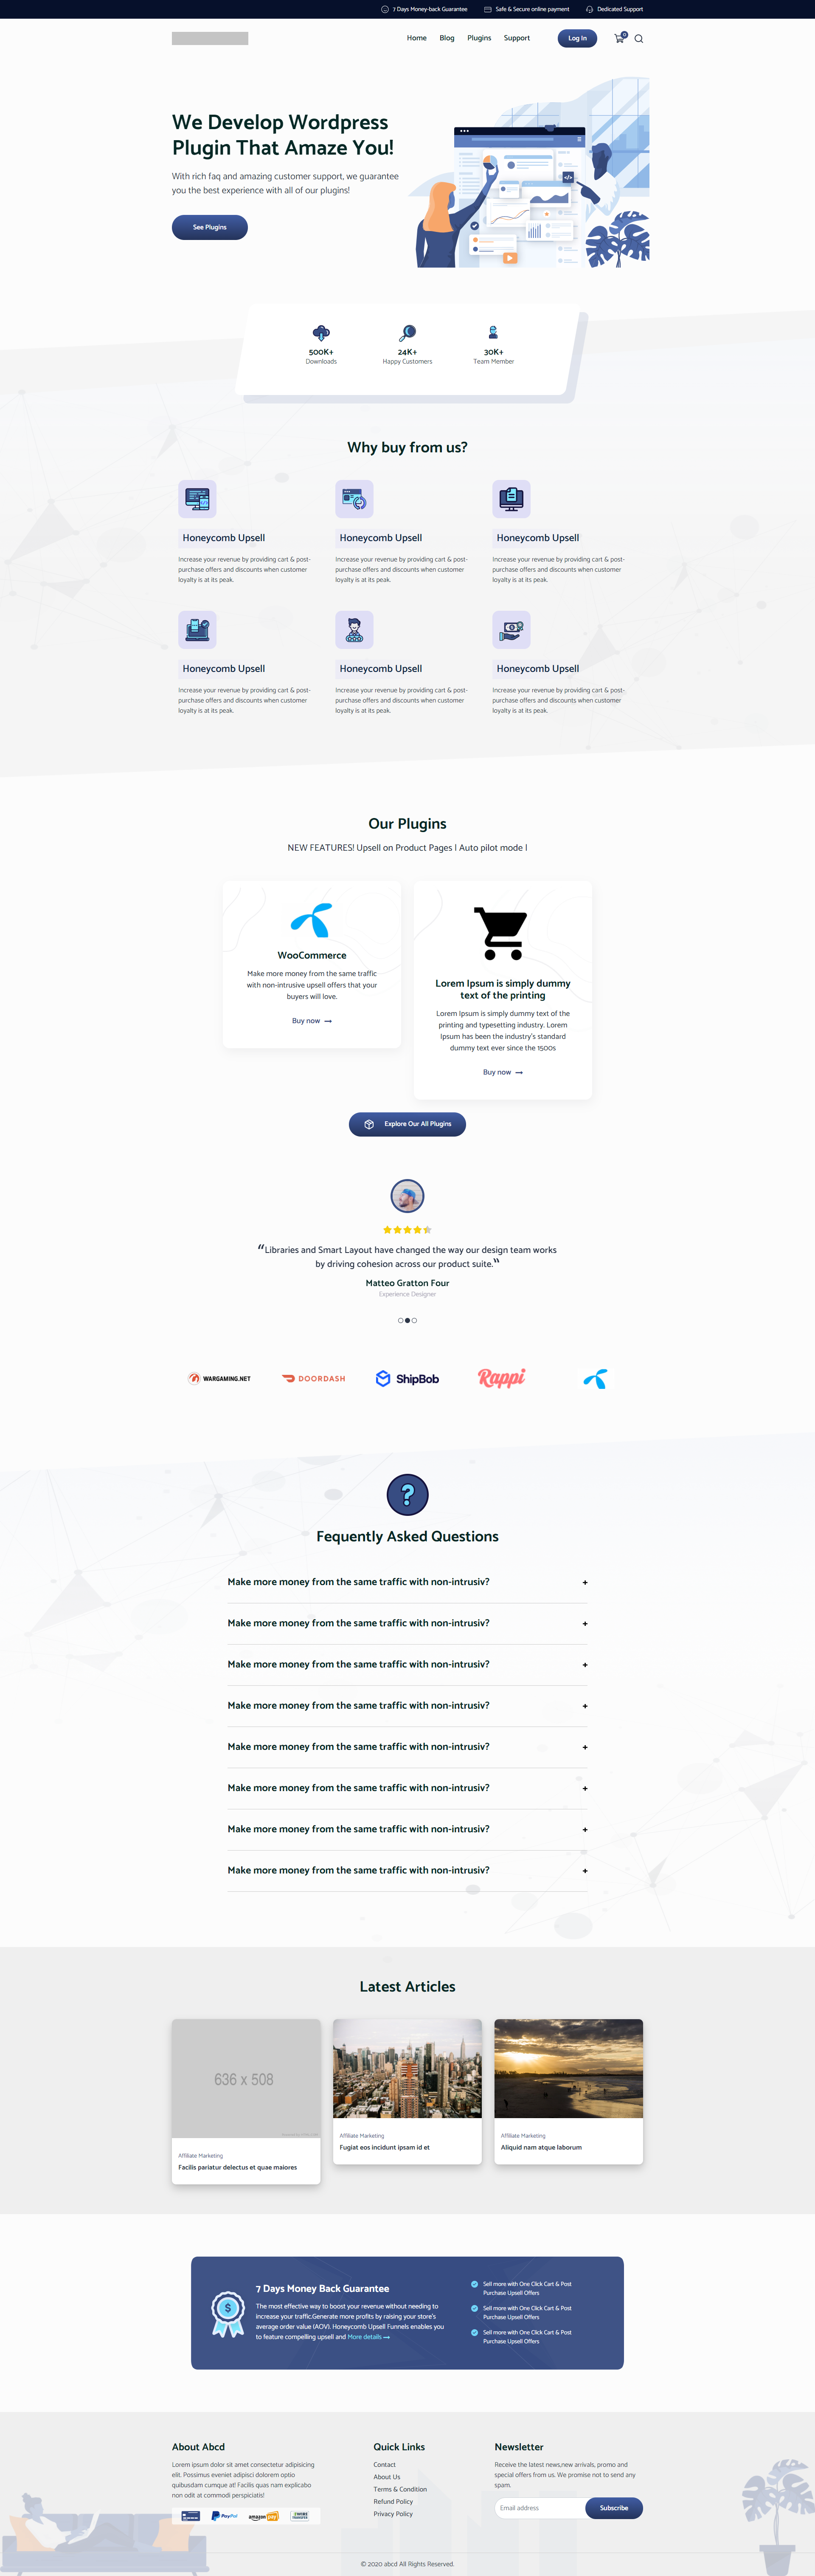 7 Days Money-back Guarantee
Safe & Secure online payment
Dedicated Support
Home
Blog
Plugins
Support
Log In
0
We Develop Wordpress
Plugin That Amaze You!
With rich faq and amazing customer support, we guarantee
you the best experience with all of our plugins!
See Plugins
500K+
Downloads
24K+
Happy Customers
30K+
Team Member
Why buy from us?
Honeycomb Upsell
Increase your revenue by providing cart & post-
purchase offers and discounts when customer
loyalty is at its peak.
Honeycomb Upsell
Increase your revenue by providing cart & post-
purchase offers and discounts when customer
loyalty is at its peak.
Honeycomb Upsell
Increase your revenue by providing cart & post-
purchase offers and discounts when customer
loyalty is at its peak.
Honeycomb Upsell
Increase your revenue by providing cart & post-
purchase offers and discounts when customer
loyalty is at its peak.
Honeycomb Upsell
Increase your revenue by providing cart & post-
purchase offers and discounts when customer
loyalty is at its peak.
Honeycomb Upsell
Increase your revenue by providing cart & post-
purchase offers and discounts when customer
loyalty is at its peak.
Our Plugins
NEW FEATURES! Upsell on Product Pages | Auto pilot mode |
WooCommerce
Make more money from the same traffic
with non-intrusive upsell offers that your
buyers will love.
Buy now
Lorem Ipsum is simply dummy
text of the printing
Lorem Ipsum is simply dummy text of the
printing and typesetting industry. Lorem
Ipsum has been the industry's standard
dummy text ever since the 1500s
Buy now
Explore Our All Plugins
“Libraries and Smart Layout have changed the way our design team works
by driving cohesion across our product suite.“
Matteo Gratton Four
Experience Designer
WARGAMING.NET
DOORDASH
ShipBob
Rappi
?
Fequently Asked Questions
Make more money from the same traffic with non-intrusiv? +
Make more money from the same traffic with non-intrusiv? +
Make more money from the same traffic with non-intrusiv? +
Make more money from the same traffic with non-intrusiv? +
Make more money from the same traffic with non-intrusiv? +
Make more money from the same traffic with non-intrusiv? +
Make more money from the same traffic with non-intrusiv? +
Make more money from the same traffic with non-intrusiv? +
Latest Articles
636 x 508
Affiliate Marketing
Facilis pariatur delectus et quae maiores
Affiliate Marketing
Fugiat eos incidunt ipsam id et
Affiliate Marketing
Aliquid nam atque laborum
$
7 Days Money Back Guarantee
The most effective way to boost your revenue without needing to
increase your traffic.Generate more profits by raising your store's
average order value (AOV). Honeycomb Upsell Funnels enables you
to feature compelling upsell and More details
Sell more with One Click Cart & Post
Purchase Upsell Offers
Sell more with One Click Cart & Post
Purchase Upsell Offers
Sell more with One Click Cart & Post
Purchase Upsell Offers
About Abcd
Lorem ipsum dolor sit amet consectetur adipisicing
elit. Possimus eveniet adipisci dolorem optio
quibusdam cumque at! Facilis quas nam explicabo
non odit at commodi perspiciatis!
PayPal
amazon pay
Quick Links
Contact
About Us
Terms & Condition
Refund Policy
Privacy Policy
Newsletter
Receive the latest news,new arrivals, promo and
special offers from us. We promise not to send any
spam.
Email address
Subscribe
© 2020 abcd All Rights Reserved.